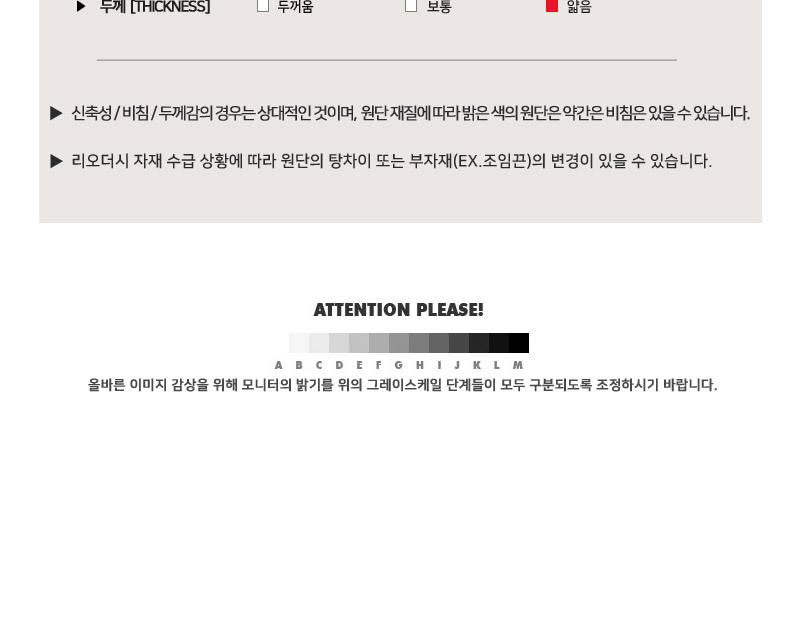 ▶ 두께 [THICKNESS] 두꺼움 보통 얇음
▶ 신축성 / 비침 / 두께감의 경우는 상대적인 것이며, 원단 재질에 따라 밝은 색의 원단은 약간은 비침은 있을 수 있습니다.
▶ 리오더시 자재 수급 상황에 따라 원단의 탕차이 또는 부자재(EX.조임끈)의 변경이 있을 수 있습니다.
ATTENTION PLEASE!
A B C D E F G H I J K L M
올바른 이미지 감상을 위해 모니터의 밝기를 위의 그레이스케일 단계들이 모두 구분되도록 조정하시기 바랍니다.